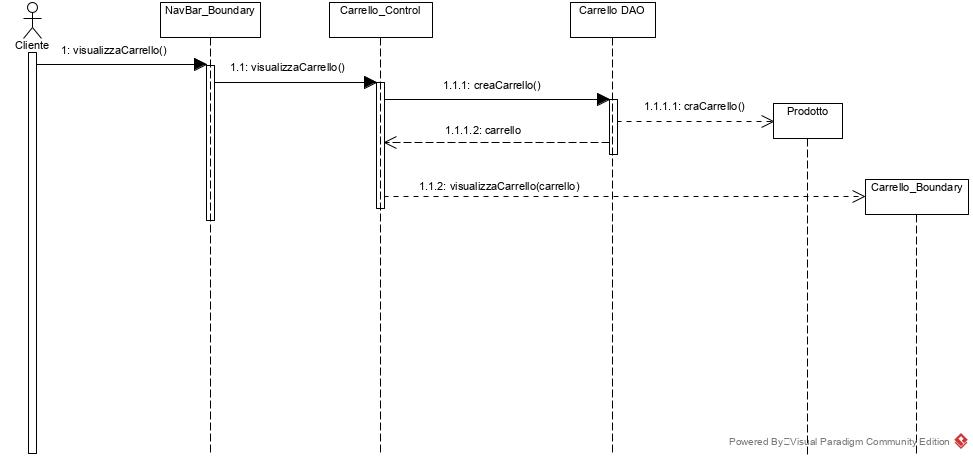 NavBar_Boundary
Carrello_Control
Carrello DAO
Cliente
1: visualizzaCarrello()
1.1: visualizzaCarrello()
1.1.1: creaCarrello()
1.1.1.1: craCarrello()
Prodotto
1.1.1.2: carrello
1.1.2: visualizzaCarrello(carrello)
Carrello_Boundary
Powered By Visual Paradigm Community Edition